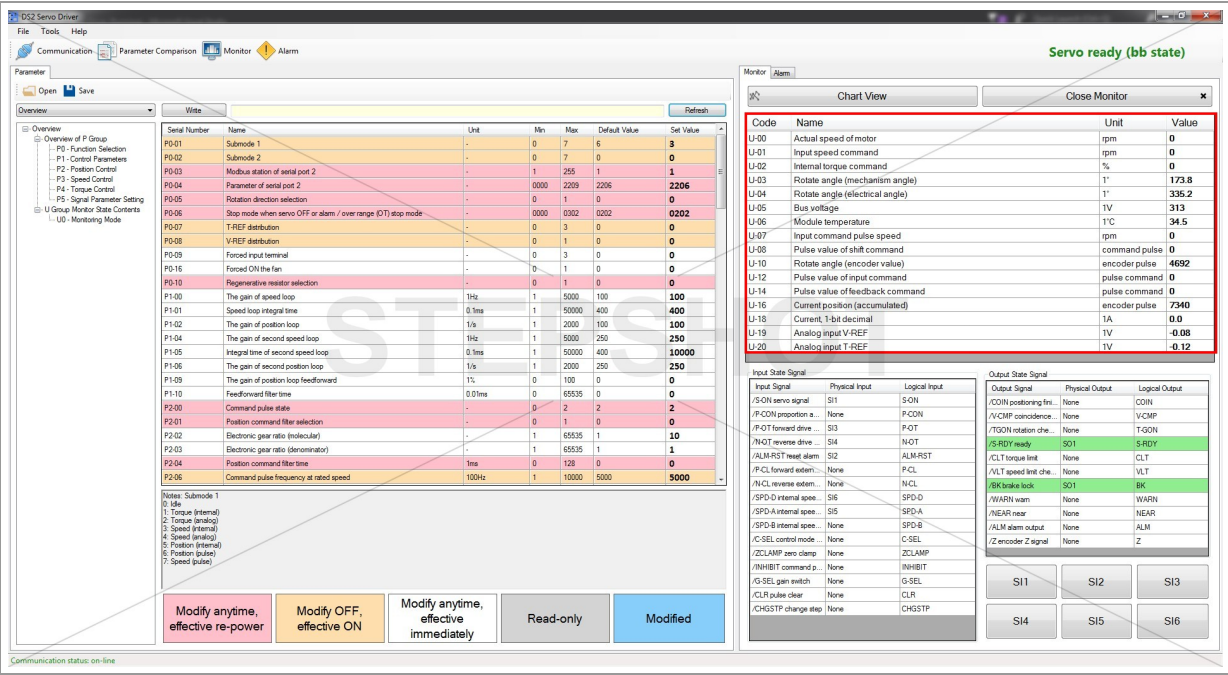 DS2 Servo Driver
File Tools Help
Communication Parameter Comparison Monitor Alarm
Servo ready (bb state)
Parameter
Open Save
Overview Write Refresh
Overview
Overview of P Group
P0 - Function Selection
P1 - Control Parameters
P2 - Postion Control
P3 - Speed Control
P4 - Torque Control
P5 - Signal Parameter Setting
U Group Monitor State Contents
U0 - Monitoring Mode
Serial Number Name Unit Min Max Default Value Set Value
P0-01 Submode 1 - 0 7 6 3
P0-02 Submode 2 - 0 7 0 0
P0-03 Modbus station of serial port 2 - 1 255 1 1
P0-04 Parameter of serial port 2 - 0000 2209 2206 2206
P0-05 Rotation direction selection - 0 1 0 0
P0-06 Stop mode when servo OFF or alarm / over range (OT) stop mode - 0000 0302 0202 0202
P0-07 T-REF distribution - 0 3 0 0
P0-08 V-REF distribution - 0 1 0 0
P0-09 Forced input terminal - 0 3 0 0
P0-16 Forced ON the fan - 0 1 0 0
P0-10 Regenerative resistor selection - 0 1 0 0
P1-00 The gain of speed loop 1Hz 1 5000 100 100
P1-01 Speed loop integral time 0.1ms 1 50000 400 400
P1-02 The gain of position loop 1/s 1 2000 100 100
P1-04 The gain of second speed loop 1Hz 1 5000 250 250
P1-05 Integral time of second speed loop 0.1ms 1 50000 400 10000
P1-06 The gain of second position loop 1/s 1 2000 250 250
P1-09 The gain of position loop feedforward 1% 0 100 0 0
P1-10 Feedforward filter time 0.01ms 0 65535 0 0
P2-00 Command pulse state - 0 2 2 2
P2-01 Position command filter selection - 0 1 0 0
P2-02 Electronic gear ratio (molecular) - 1 65535 1 10
P2-03 Electronic gear ratio (denominator) - 1 65535 1 1
P2-04 Position command filter time 1ms 0 128 0 0
P2-06 Command pulse frequency at rated speed 100Hz 1 10000 5000 5000
Notes: Submode 1
0: Idle
1: Torque (internal)
2: Torque (analog)
3: Speed (internal)
4: Speed (analog)
5: Position (internal)
6: Position (pulse)
7: Speed (pulse)
Modify anytime,
effective re-power
Modify OFF,
effective ON
Modify anytime,
effective
immediately
Read-only
Modified
Communication status: on-line
Monitor Alarm
Chart View Close Monitor
Code Name Unit Value
U-00 Actual speed of motor rpm 0
U-01 Input speed command rpm 0
U-02 Internal torque command % 0
U-03 Rotate angle (mechanism angle) 1° 173.8
U-04 Rotate angle (electrical angle) 1° 335.2
U-05 Bus voltage 1V 313
U-06 Module temperature 1°C 34.5
U-07 Input command pulse speed rpm 0
U-08 Pulse value of shift command command pulse 0
U-10 Rotate angle (encoder value) encoder pulse 4692
U-12 Pulse value of input command pulse command 0
U-14 Pulse value of feedback command pulse command 0
U-16 Current position (accumulated) encoder pulse 7340
U-18 Current, 1-bit decimal 1A 0.0
U-19 Analog input V-REF 1V -0.08
U-20 Analog input T-REF 1V -0.12
Input State Signal
Input Signal Physical Input Logical Input
/S-ON servo signal SI1 S-ON
/P-CON proportion a... None P-CON
/P-OT forward drive ... SI3 P-OT
/N-OT reverse drive ... SI4 N-OT
/ALM-RST reset alarm SI2 ALM-RST
/P-CL forward extern... None P-CL
/N-CL reverse extern... None N-CL
/SPD-D internal spee... SI6 SPD-D
/SPD-A internal spee... SI5 SPD-A
/SPD-B internal spee... None SPD-B
/C-SEL control mode ... None C-SEL
/ZCLAMP zero clamp None ZCLAMP
/INHIBIT command p... None INHIBIT
/G-SEL gain switch None G-SEL
/CLR pulse clear None CLR
/CHGSTP change step None CHGSTP
Output State Signal
Output Signal Physical Output Logical Output
/COIN positioning fini... None COIN
/V-CMP coincidence... None V-CMP
/TGON rotation che... None T-GON
/S-RDY ready SO1 S-RDY
/CLT torque limit None CLT
/VLT speed limit che... None VLT
/BK brake lock SO1 BK
/WARN warn None WARN
/NEAR near None NEAR
/ALM alarm output None ALM
/Z encoder Z signal None Z
SI1 SI2 SI3
SI4 SI5 SI6
STEPSHOT